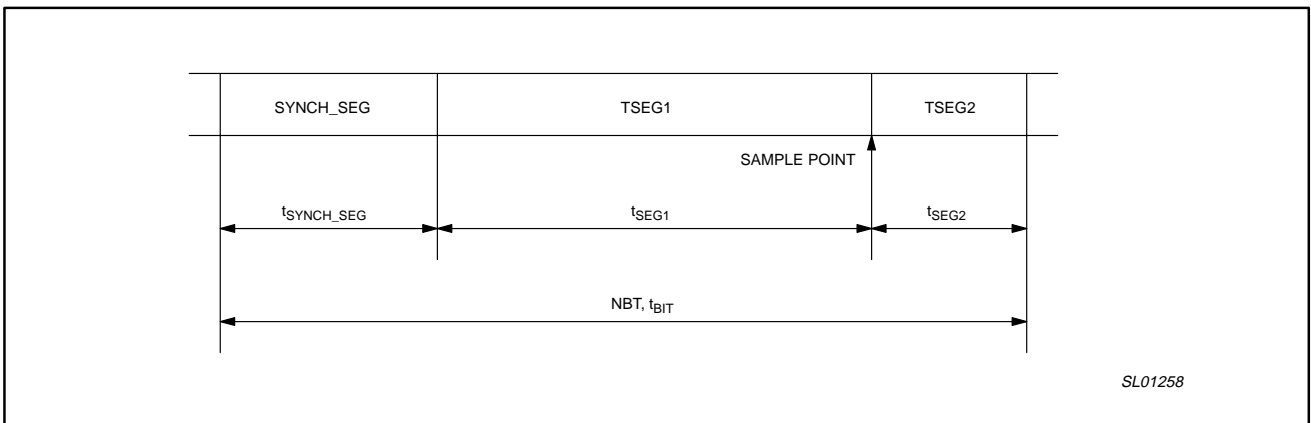 SYNCH_SEG TSEG1 TSEG2
SAMPLE POINT
tSYNCH_SEG tSEG1 tSEG2
NBT, tBIT
SL01258